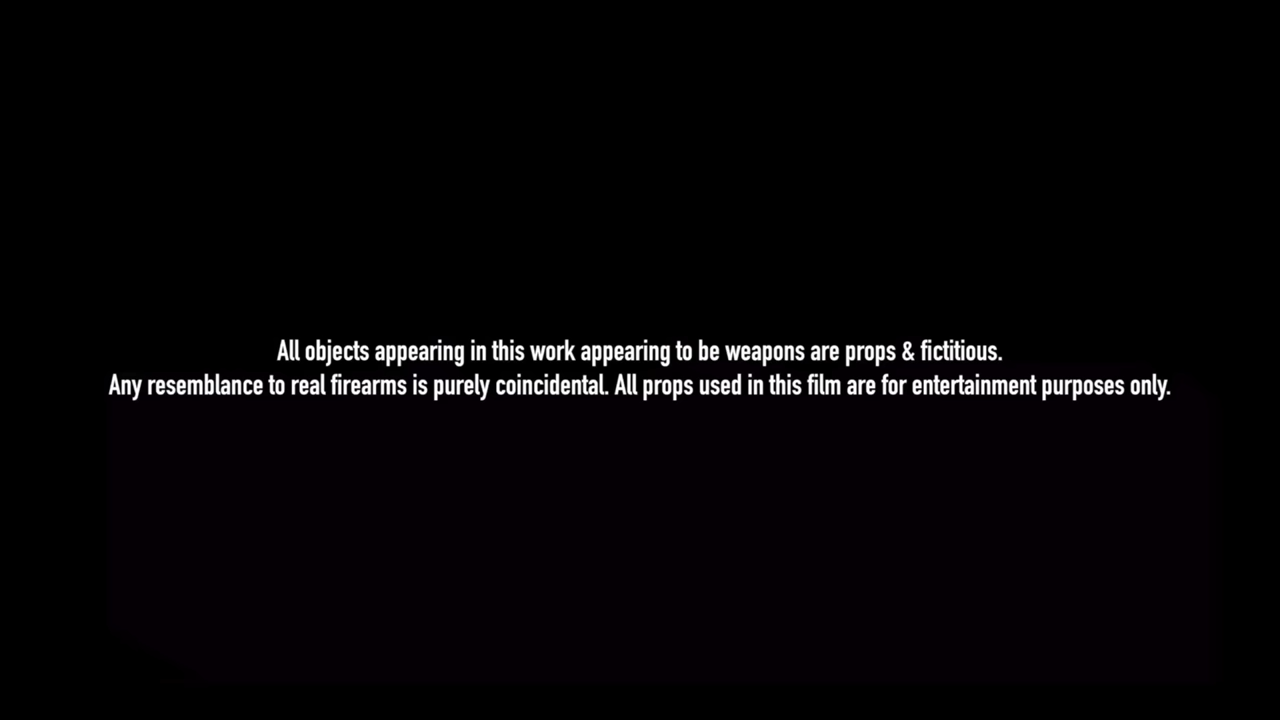 All objects appearing in this work appearing to be weapons are props & fictitious.
Any resemblance to real firearms is purely coincidental. All props used in this film are for entertainment purposes only.